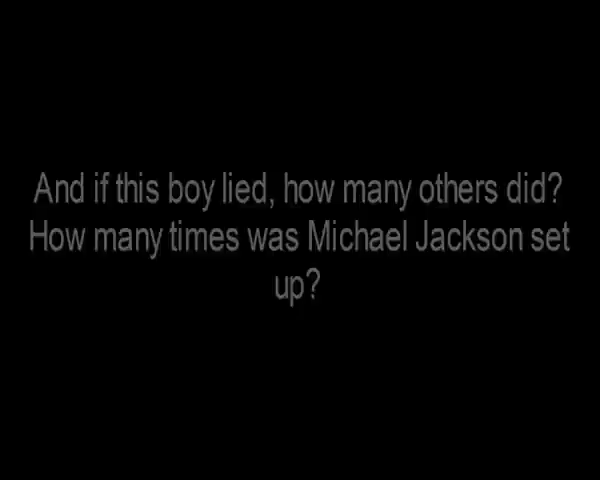 And if this boy lied, how many others did?
How many times was Michael Jackson set
up?